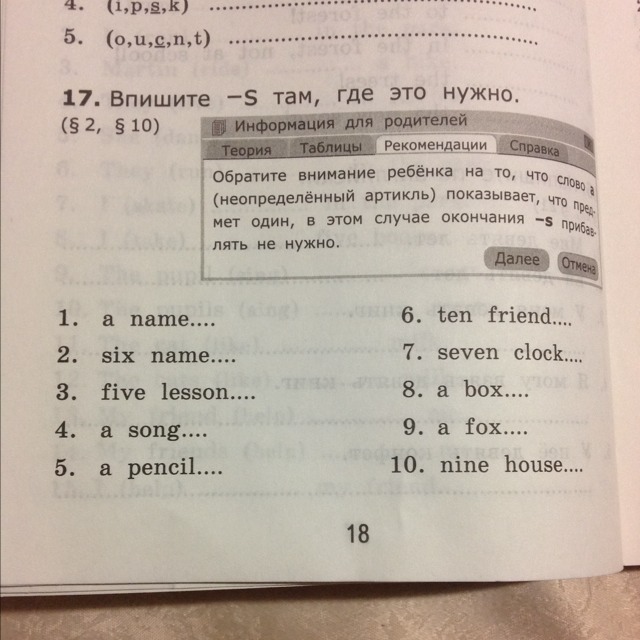 4. (i,p,s,k) ........................................
5. (o,u,c,n,t) ........................................
17. Впишите –S там, где это нужно.
(§ 2, § 10)
Информация для родителей
Теория Таблицы Рекомендации Справка
Обратите внимание ребёнка на то, что слово a
(неопределённый артикль) показывает, что пред-
мет один, в этом случае окончания –s прибав-
лять не нужно.
Далее Отмена
1. a name....
2. six name....
3. five lesson....
4. a song....
5. a pencil....
6. ten friend....
7. seven clock....
8. a box....
9. a fox....
10. nine house....
18